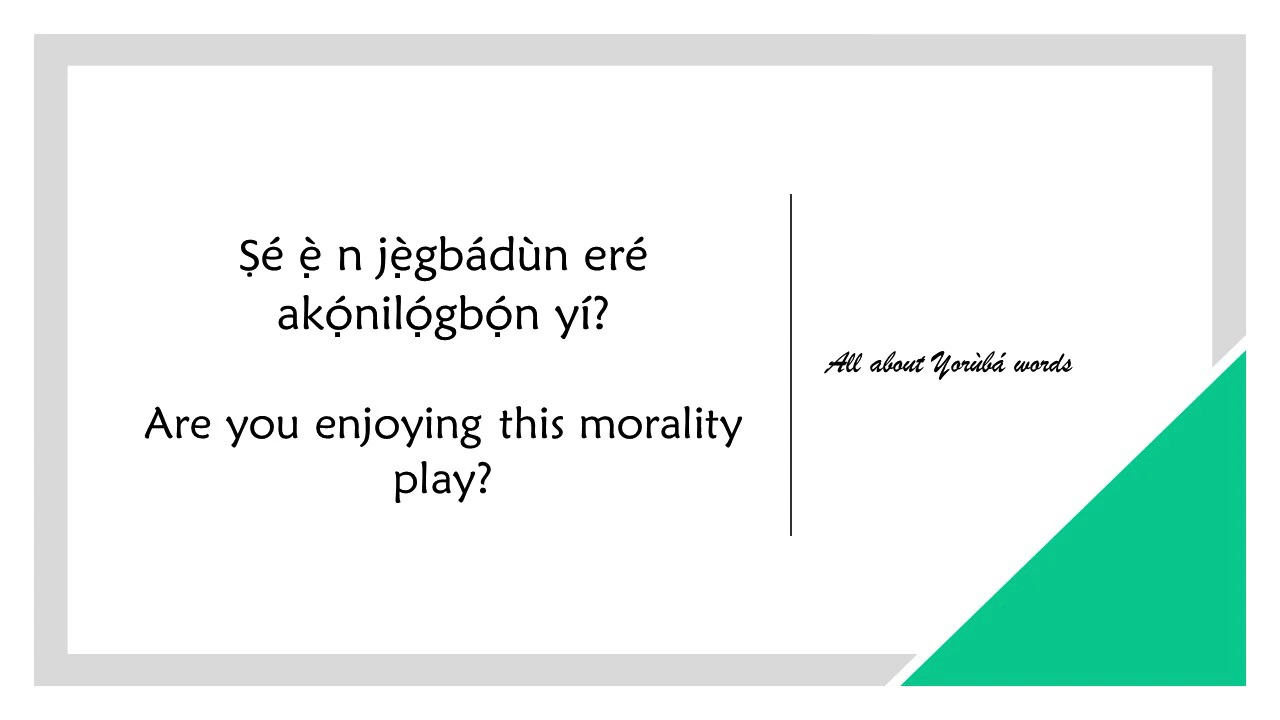 Ṣé ẹ̀ n jẹ̀gbádùn eré
akọ́nilọ́gbọ́n yí?
Are you enjoying this morality
play?
All about Yorùbá words